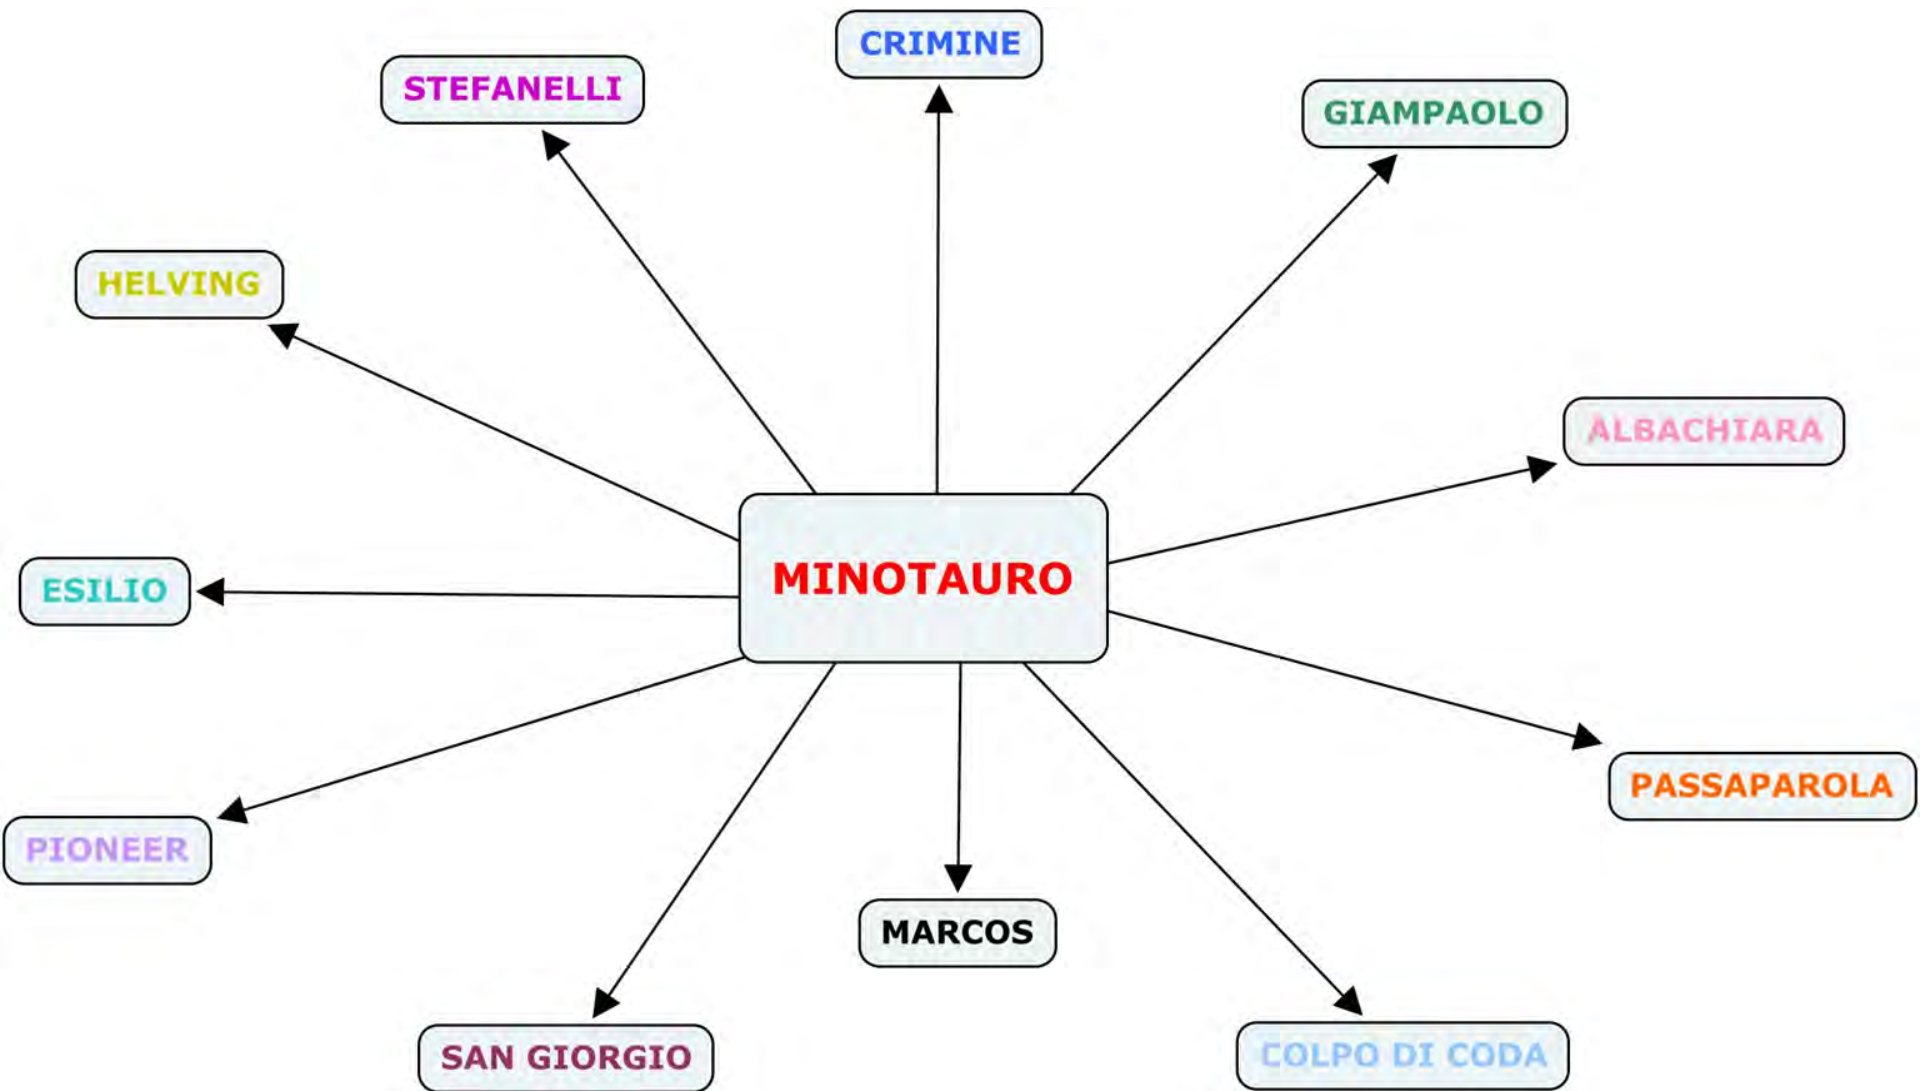 CRIMINE
STEFANELLI
GIAMPAOLO
HELVING
ALBACHIARA
MINOTAURO
ESILIO
PASSAPAROLA
PIONEER
MARCOS
SAN GIORGIO
COLPO DI CODA